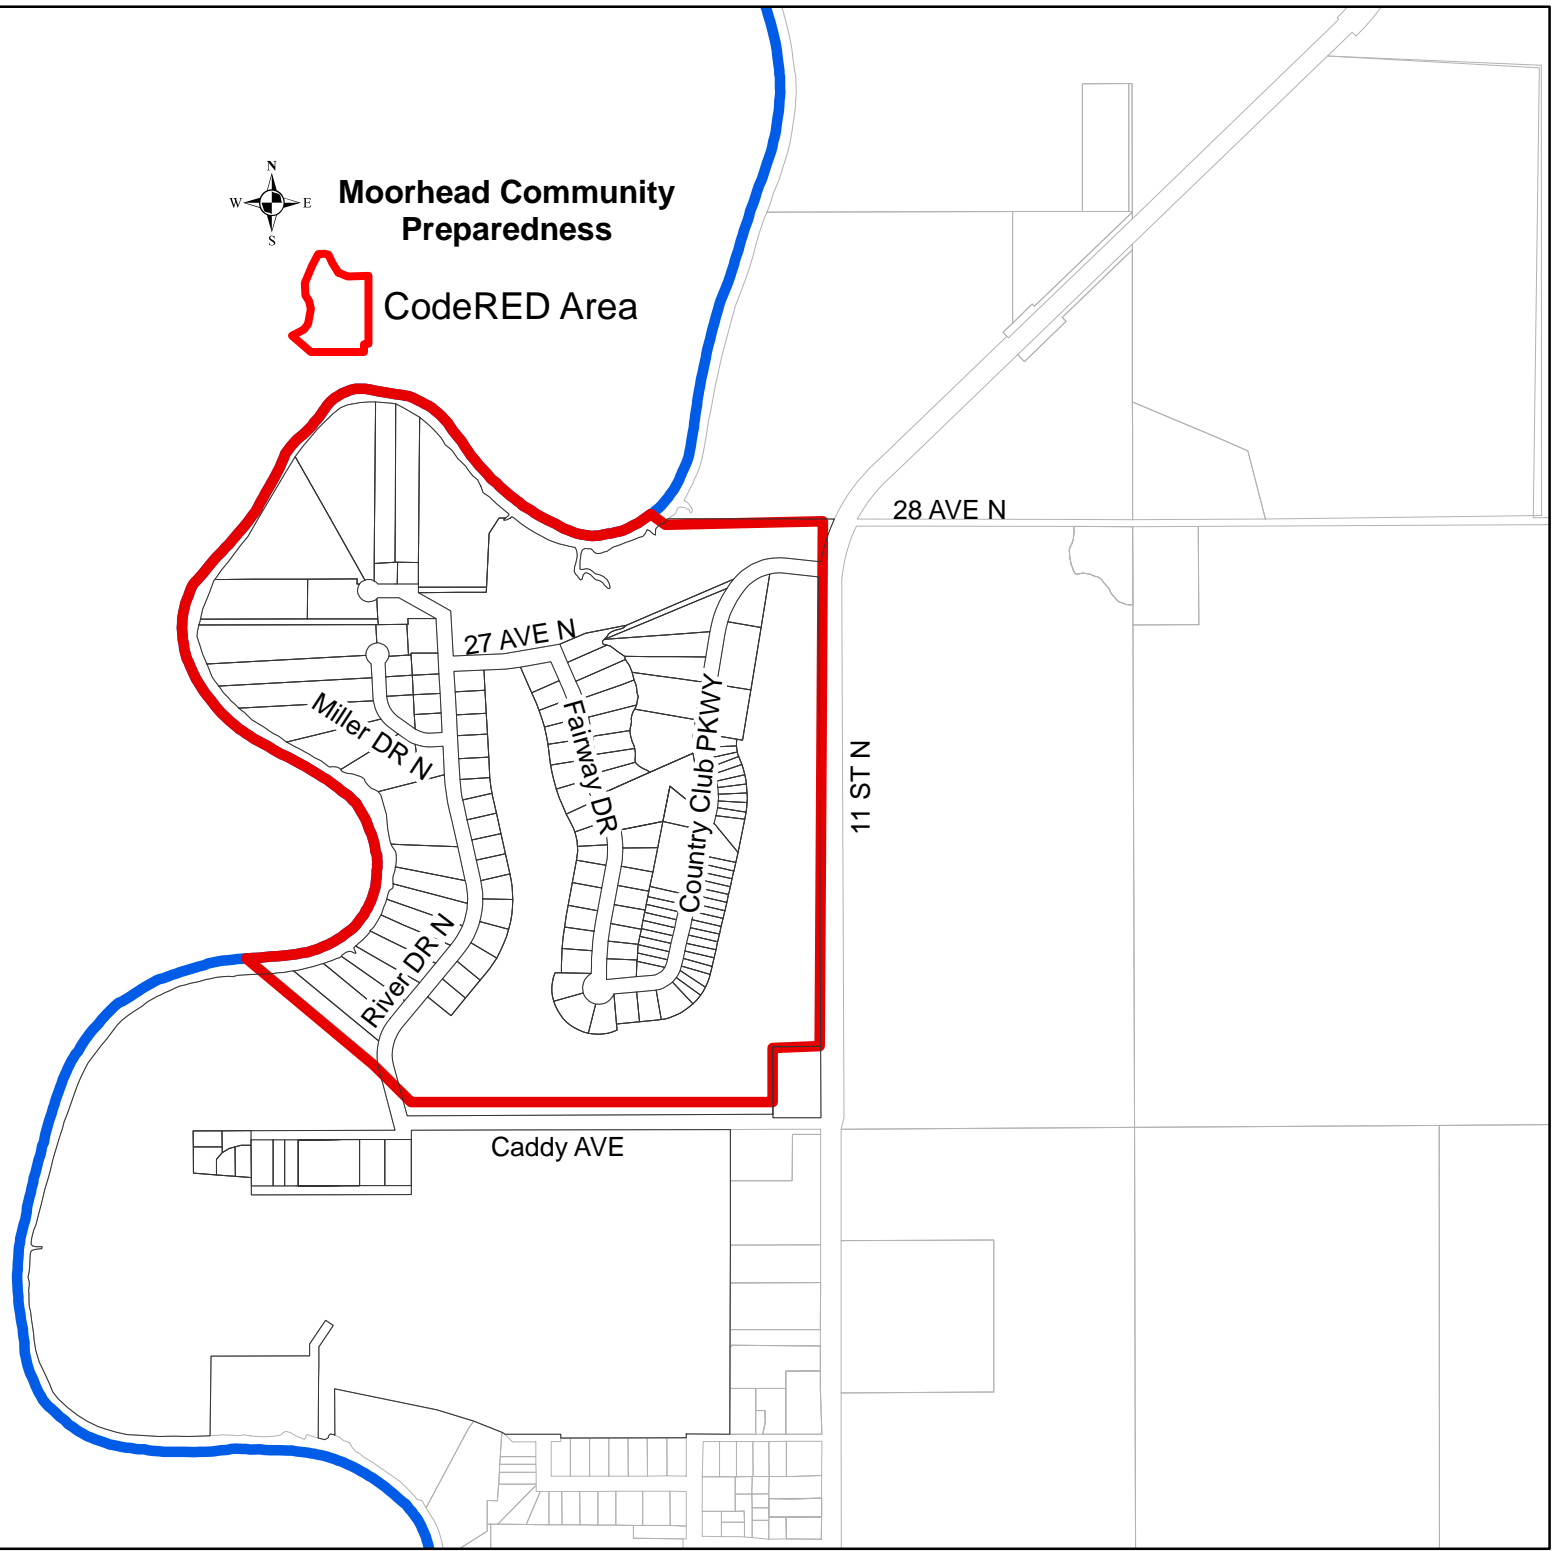 N
W E
S
Moorhead Community
Preparedness
CodeRED Area
28 AVE N
27 AVE N
Miller DR N
Fairway DR
Country Club PKWY
11 ST N
River DR N
Caddy AVE